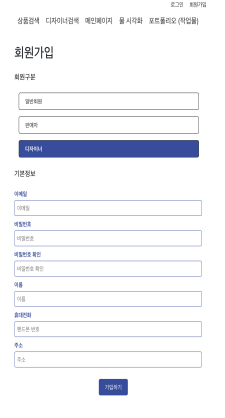 로그인 회원가입
상품검색 디자이너검색 메인페이지 몰 시각화 포트폴리오 (작업물)
회원가입
회원구분
일반회원
판매자
디자이너
기본정보
이메일
이메일
비밀번호
비밀번호
비밀번호 확인
비밀번호 확인
이름
이름
휴대전화
핸드폰 번호
주소
주소
가입하기